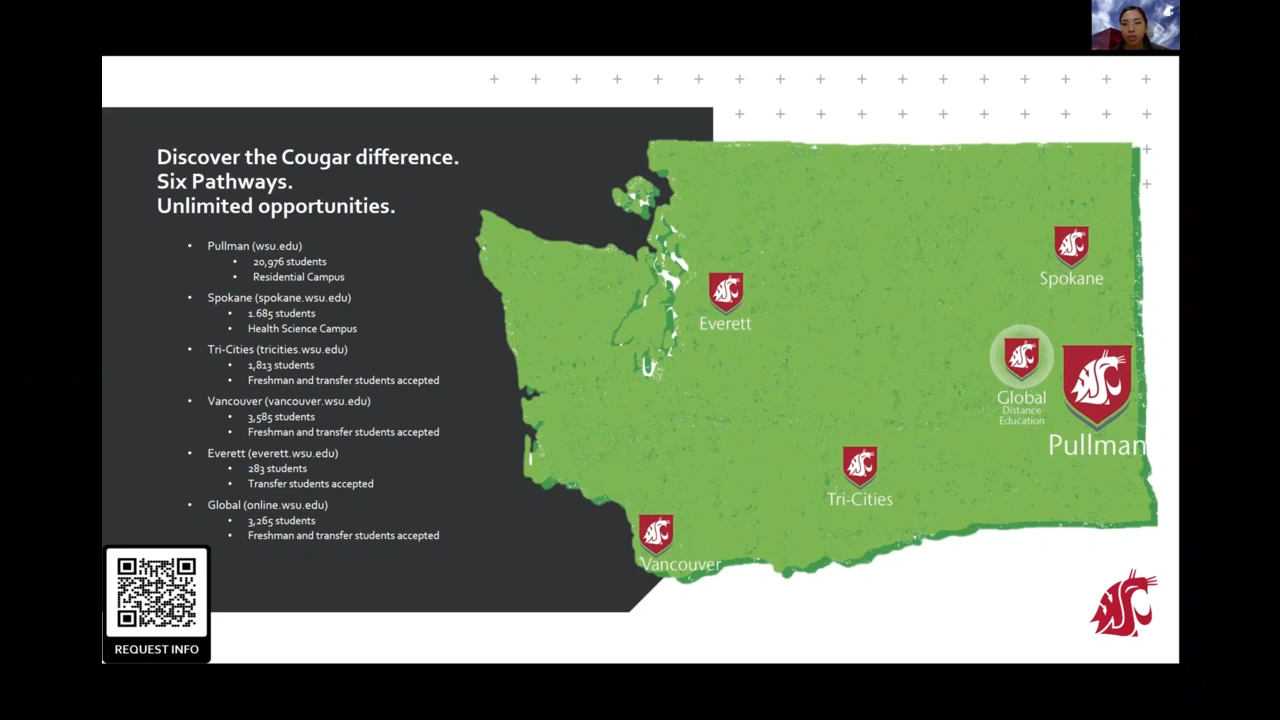 Discover the Cougar difference.
Six Pathways.
Unlimited opportunities.
• Pullman (wsu.edu)
• 20,976 students
• Residential Campus
• Spokane (spokane.wsu.edu)
• 1.685 students
• Health Science Campus
• Tri-Cities (tricities.wsu.edu)
• 1,813 students
• Freshman and transfer students accepted
• Vancouver (vancouver.wsu.edu)
• 3,585 students
• Freshman and transfer students accepted
• Everett (everett.wsu.edu)
• 283 students
• Transfer students accepted
• Global (online.wsu.edu)
• 3,265 students
• Freshman and transfer students accepted
REQUEST INFO
Spokane
Everett
Global
Distance
Education
Pullman
Tri-Cities
Vancouver